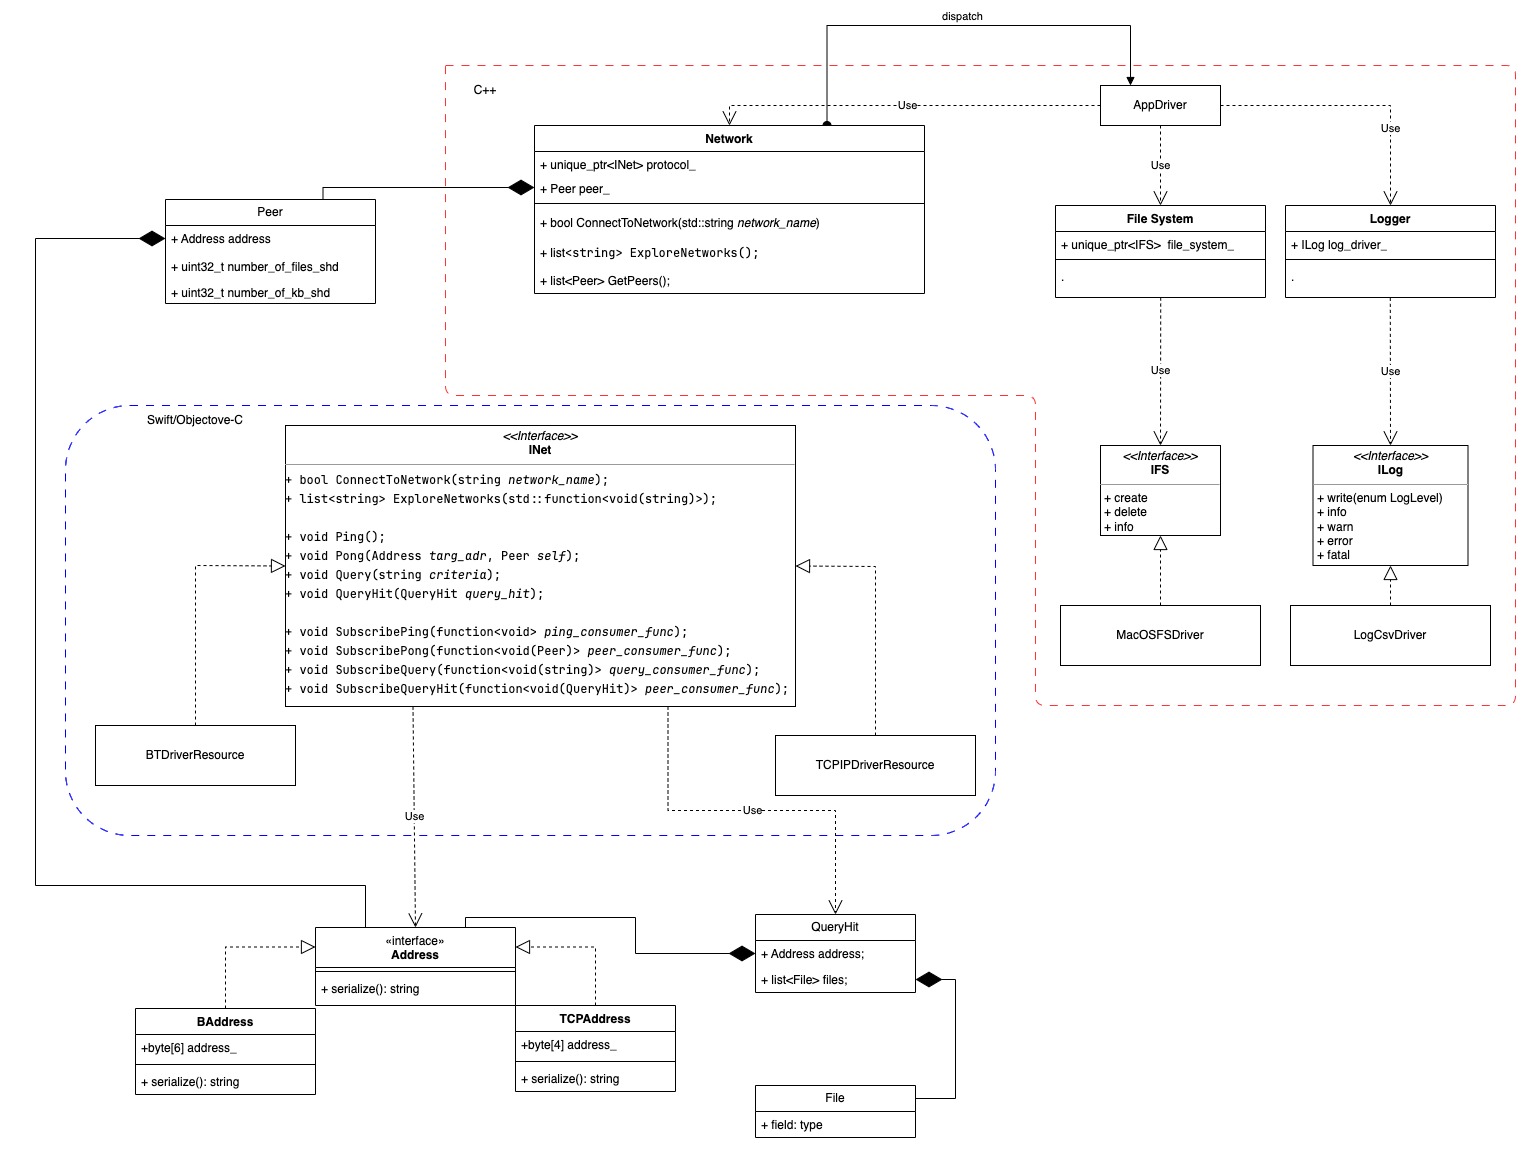 dispatch
C++
AppDriver
Use
Use
Use
Network
+ unique_ptr<INet> protocol_
+ Peer peer_
+ bool ConnectToNetwork(std::string network_name)
+ list<string> ExploreNetworks();
+ list<Peer> GetPeers();
Peer
+ Address address
+ uint32_t number_of_files_shd
+ uint32_t number_of_kb_shd
File System
+ unique_ptr<IFS>  file_system_
.
Logger
+ ILog log_driver_
.
Use
Use
Swift/Objectove-C
<<Interface>>
INet
+ bool ConnectToNetwork(string network_name);
+ list<string> ExploreNetworks(std::function<void(string)>);
+ void Ping();
+ void Pong(Address targ_adr, Peer self);
+ void Query(string criteria);
+ void QueryHit(QueryHit query_hit);
+ void SubscribePing(function<void> ping_consumer_func);
+ void SubscribePong(function<void(Peer)> peer_consumer_func);
+ void SubscribeQuery(function<void(string)> query_consumer_func);
+ void SubscribeQueryHit(function<void(QueryHit)> peer_consumer_func);
<<Interface>>
IFS
+ create
+ delete
+ info
<<Interface>>
ILog
+ write(enum LogLevel)
+ info
+ warn
+ error
+ fatal
MacOSFSDriver
LogCsvDriver
BTDriverResource
TCPIPDriverResource
Use
Use
«interface»
Address
+ serialize(): string
QueryHit
+ Address address;
+ list<File> files;
BAddress
+byte[6] address_
+ serialize(): string
TCPAddress
+byte[4] address_
+ serialize(): string
File
+ field: type